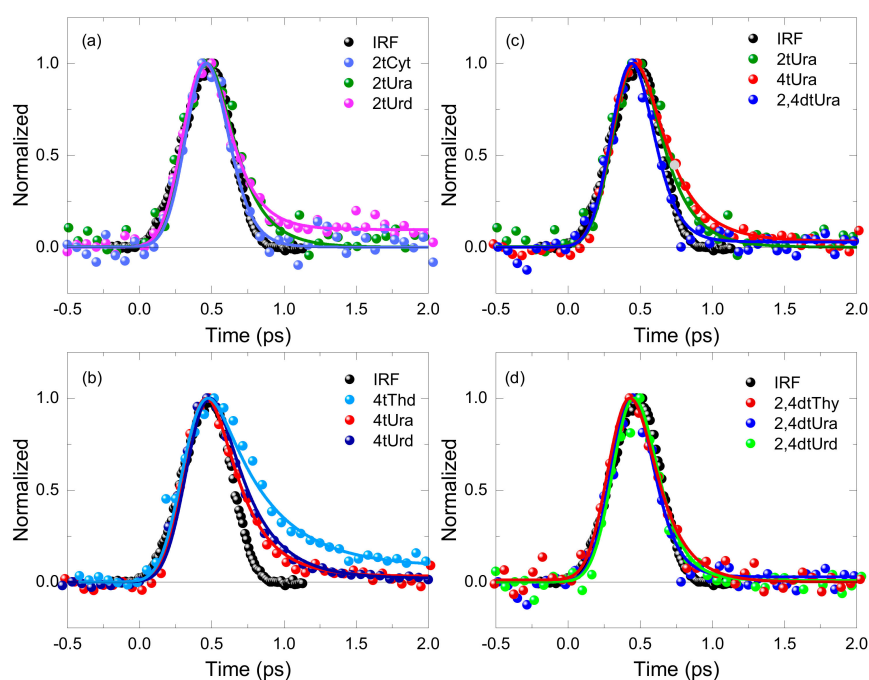 (a)
IRF
2tCyt
2tUra
2tUrd
1.0
0.5
0.0
Normalized
-0.5 0.0 0.5 1.0 1.5 2.0
Time (ps)
(c)
IRF
2tUra
4tUra
2,4dtUra
1.0
0.5
0.0
Normalized
-0.5 0.0 0.5 1.0 1.5 2.0
Time (ps)
(b)
IRF
4tThd
4tUra
4tUrd
1.0
0.5
0.0
Normalized
-0.5 0.0 0.5 1.0 1.5 2.0
Time (ps)
(d)
IRF
2,4dtThy
2,4dtUra
2,4dtUrd
1.0
0.5
0.0
Normalized
-0.5 0.0 0.5 1.0 1.5 2.0
Time (ps)